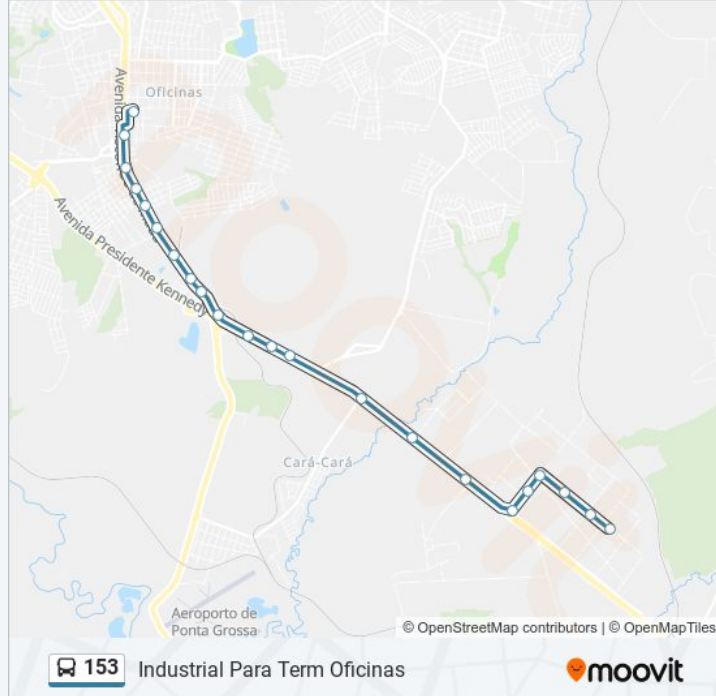 Oficinas
Avenida
Avenida Presidente Kennedy
Cará-Cará
Aeroporto de
Ponta Grossa
© OpenStreetMap contributors | © OpenMapTiles
153 Industrial Para Term Oficinas
moovit